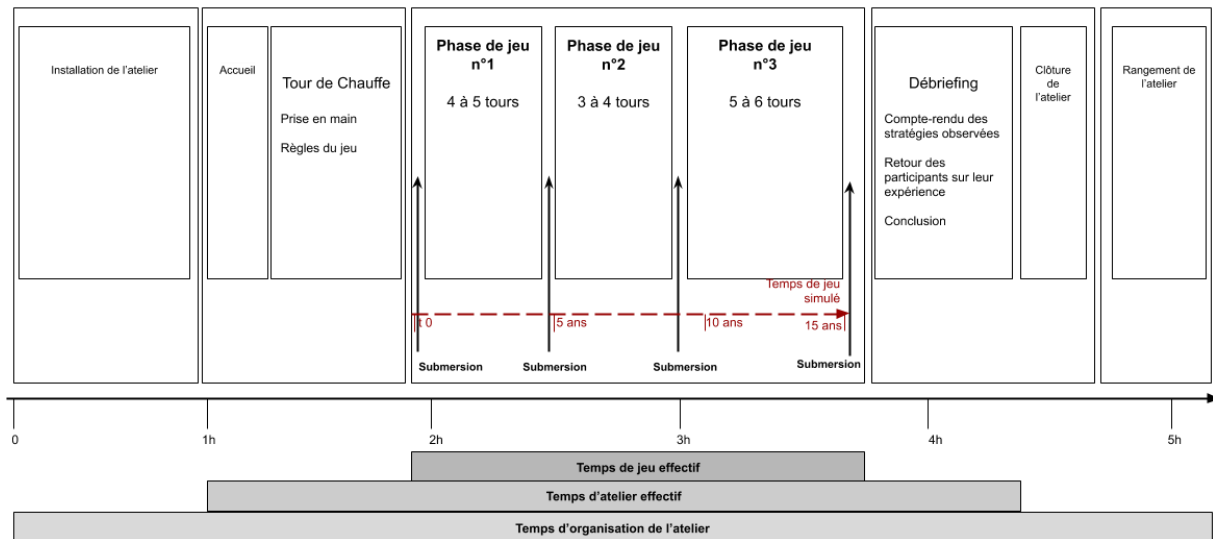 Installation de l'atelier
Accueil
Tour de Chauffe
Prise en main
Règles du jeu
Phase de jeu
n°1
4 à 5 tours
Phase de jeu
n°2
3 à 4 tours
Phase de jeu
n°3
5 à 6 tours
Débriefing
Compte-rendu des
stratégies observées
Retour des
participants sur leur
expérience
Conclusion
Clôture
de
l'atelier
Rangement de
l'atelier
Temps de jeu
simulé
t 0
5 ans
10 ans
15 ans
Submersion
Submersion
Submersion
Submersion
0
1h
2h
3h
4h
5h
Temps de jeu effectif
Temps d'atelier effectif
Temps d'organisation de l'atelier